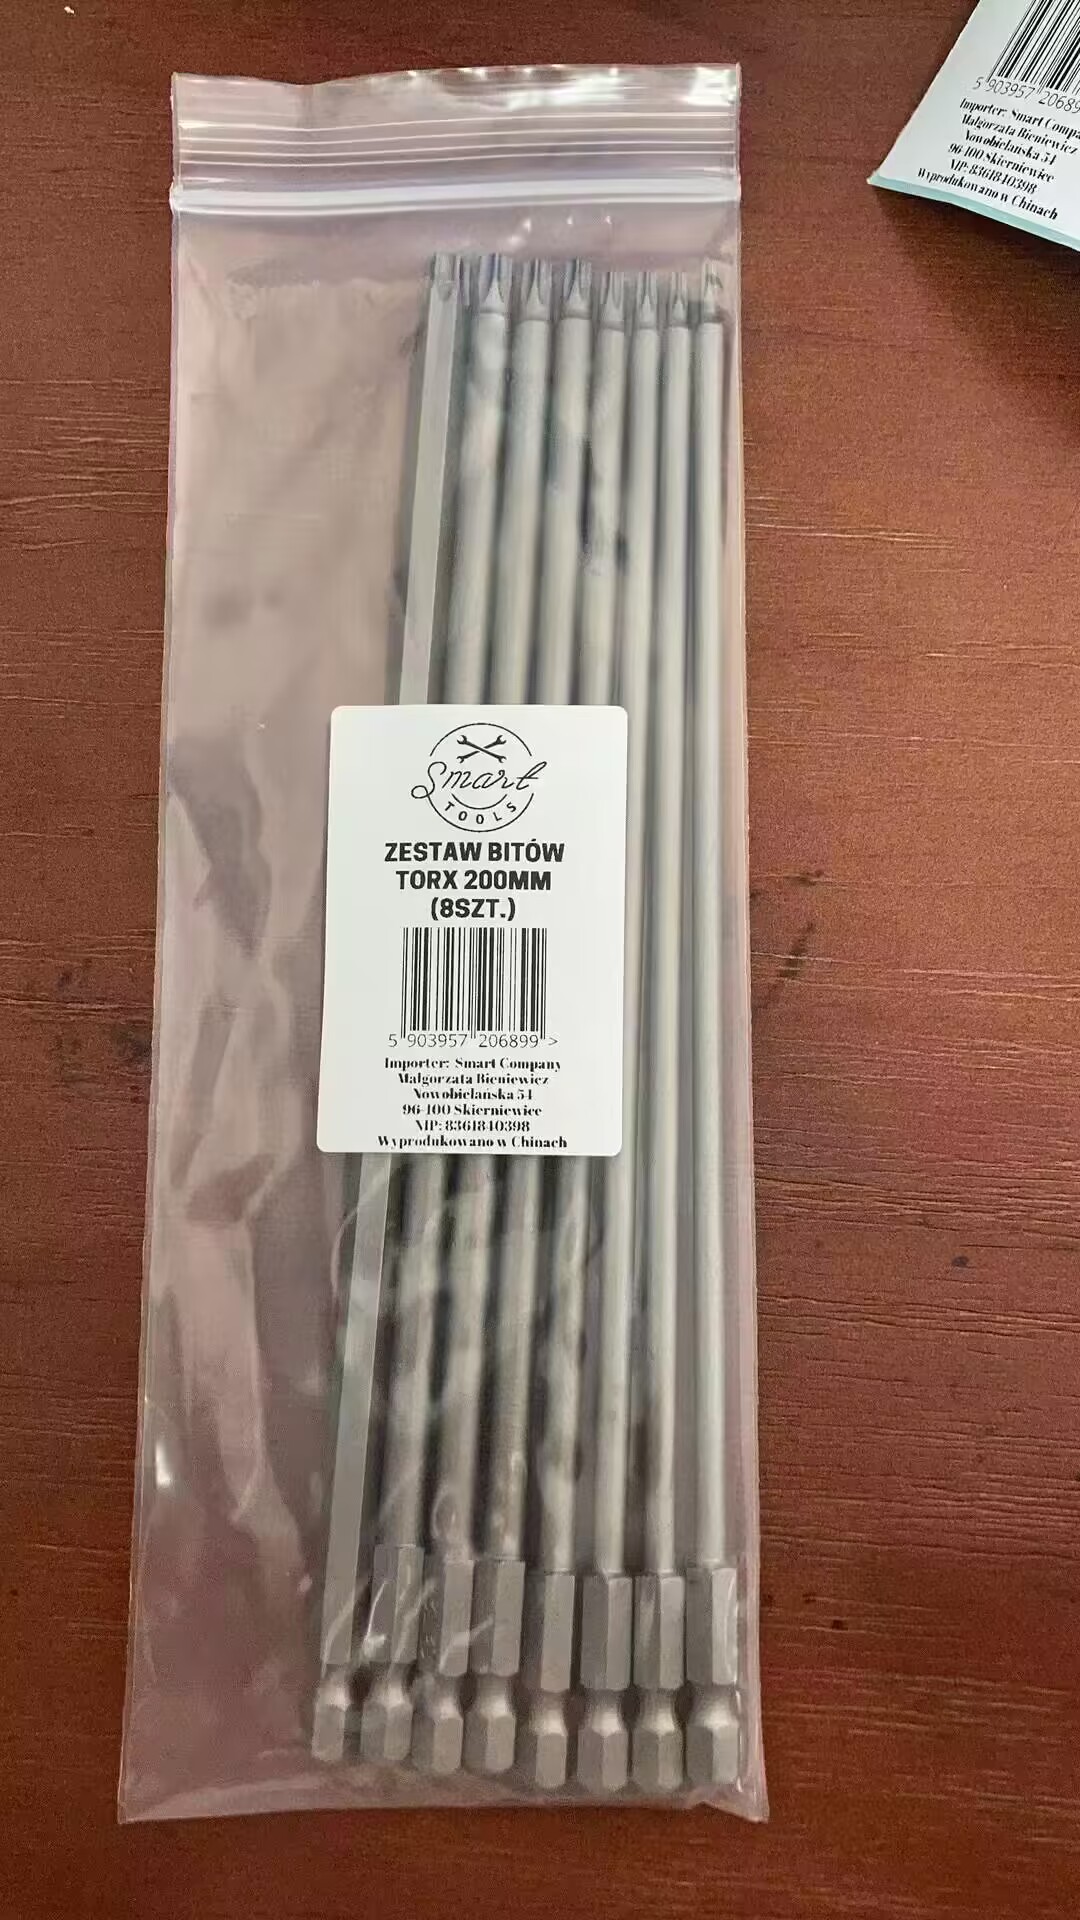 Smart
TOOLS
ZESTAW BITÓW
TORX 200MM
(8SZT.)
5 903957 206899 >
Importer: Smart Company
Małgorzata Bieniewicz
Nowobielańska 54
96-100 Skierniewice
NIP: 8361840398
Wyprodukowano w Chinach
5 903957 20689
Importer: Smart Compa
Małgorzata Bieniewicz
Nowobielańska 54
96-100 Skierniewice
NIP: 8361840398
Wyprodukowano w Chinach